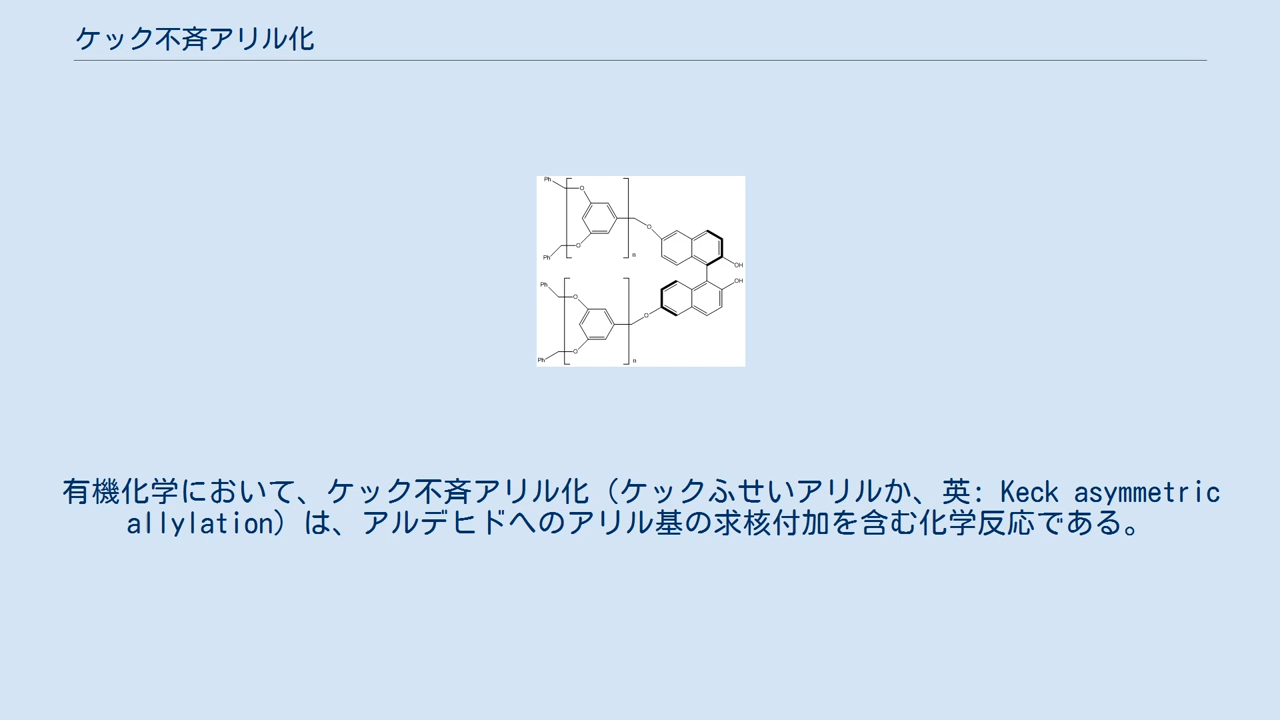 ケック不斉アリル化
Ph
O
O
Ph
n
O
OH
OH
Ph
O
O
Ph
n
O
有機化学において、ケック不斉アリル化（ケックふせいアリルか、英: Keck asymmetric
allylation）は、アルデヒドへのアリル基の求核付加を含む化学反応である。